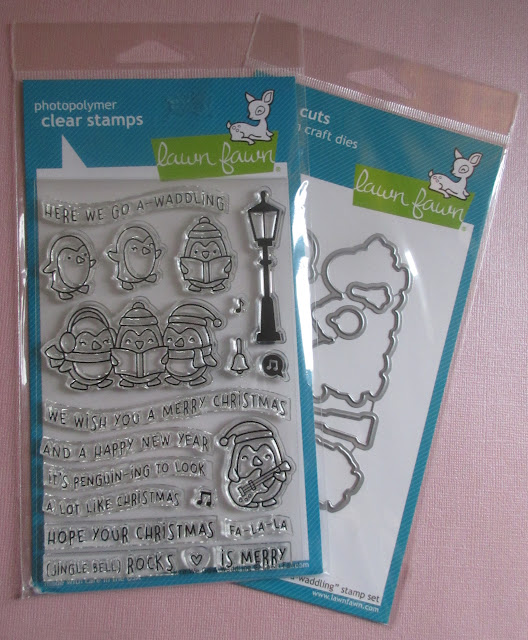 photopolymer
clear stamps
lawn fawn
HERE WE GO A-WADDLING
WE WISH YOU A MERRY CHRISTMAS
AND A HAPPY NEW YEAR
IT'S PENGUIN-ING TO LOOK
A LOT LIKE CHRISTMAS
HOPE YOUR CHRISTMAS
FA-LA-LA
(JINGLE BELL) ROCKS
IS MERRY
cuts
craft dies
lawn fawn
a-waddling" stamp set
www.lawnfawn.com